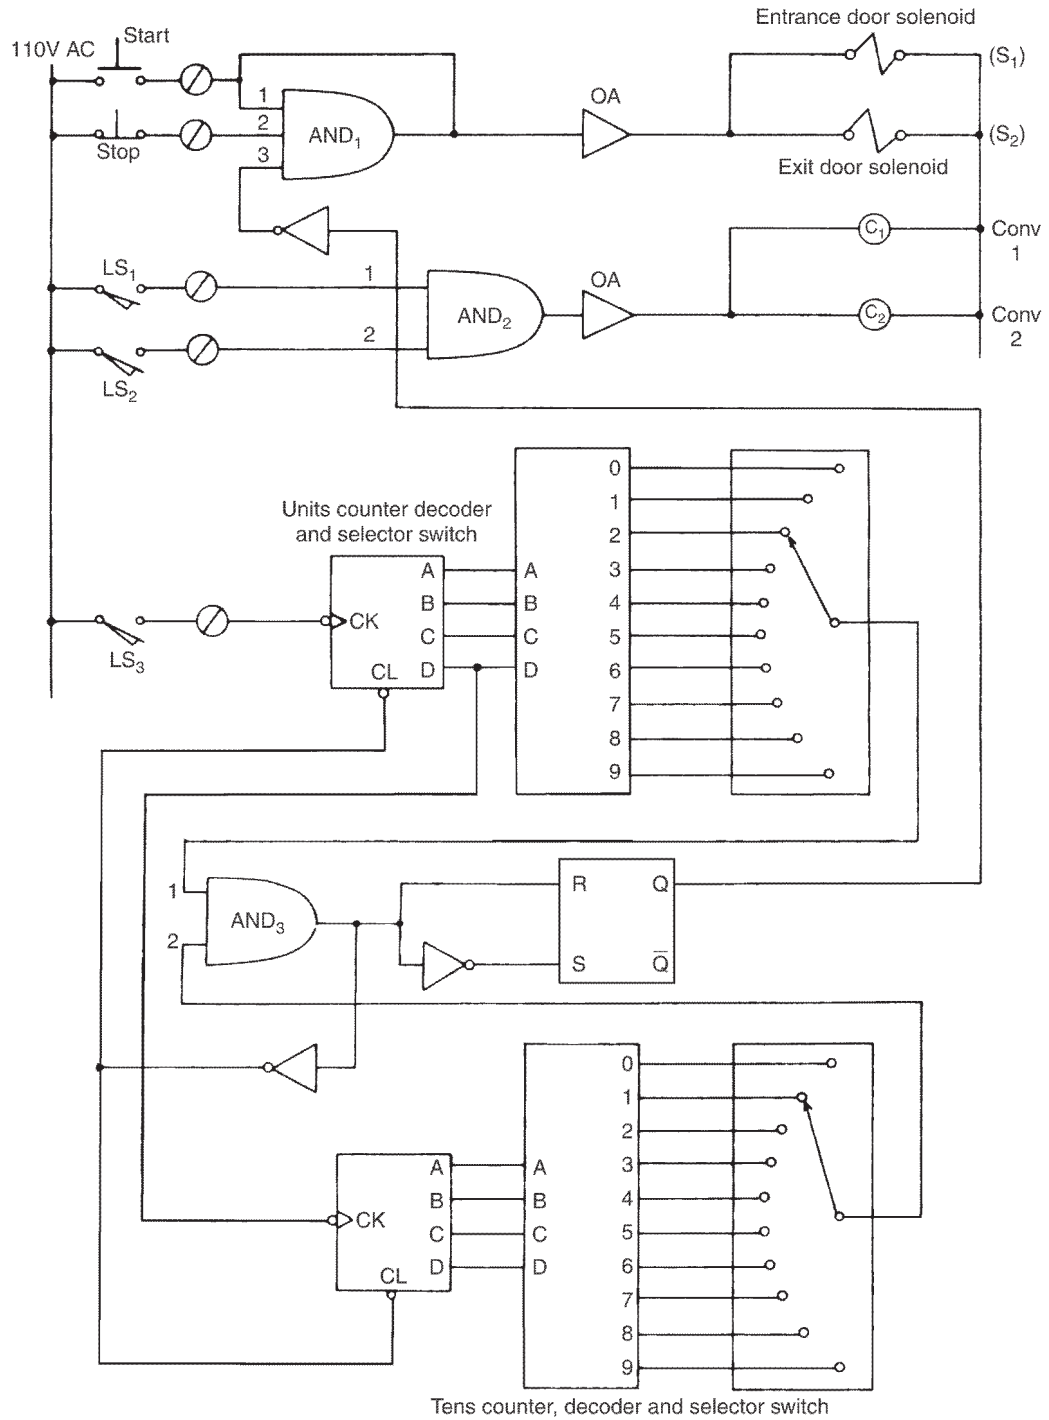 Entrance door solenoid
110V AC
Start
(S1)
OA
1
2
3
AND1
Stop
(S2)
Exit door solenoid
C1
Conv
1
LS1
1
OA
AND2
C2
Conv
2
2
LS2
Units counter decoder
and selector switch
0
1
2
3
4
5
6
7
8
9
A
B
C
D
CK
CL
A
B
C
D
LS3
1
2
AND3
R
Q
S
Q̅
0
1
2
3
4
5
6
7
8
9
A
B
C
D
CK
CL
A
B
C
D
Tens counter, decoder and selector switch